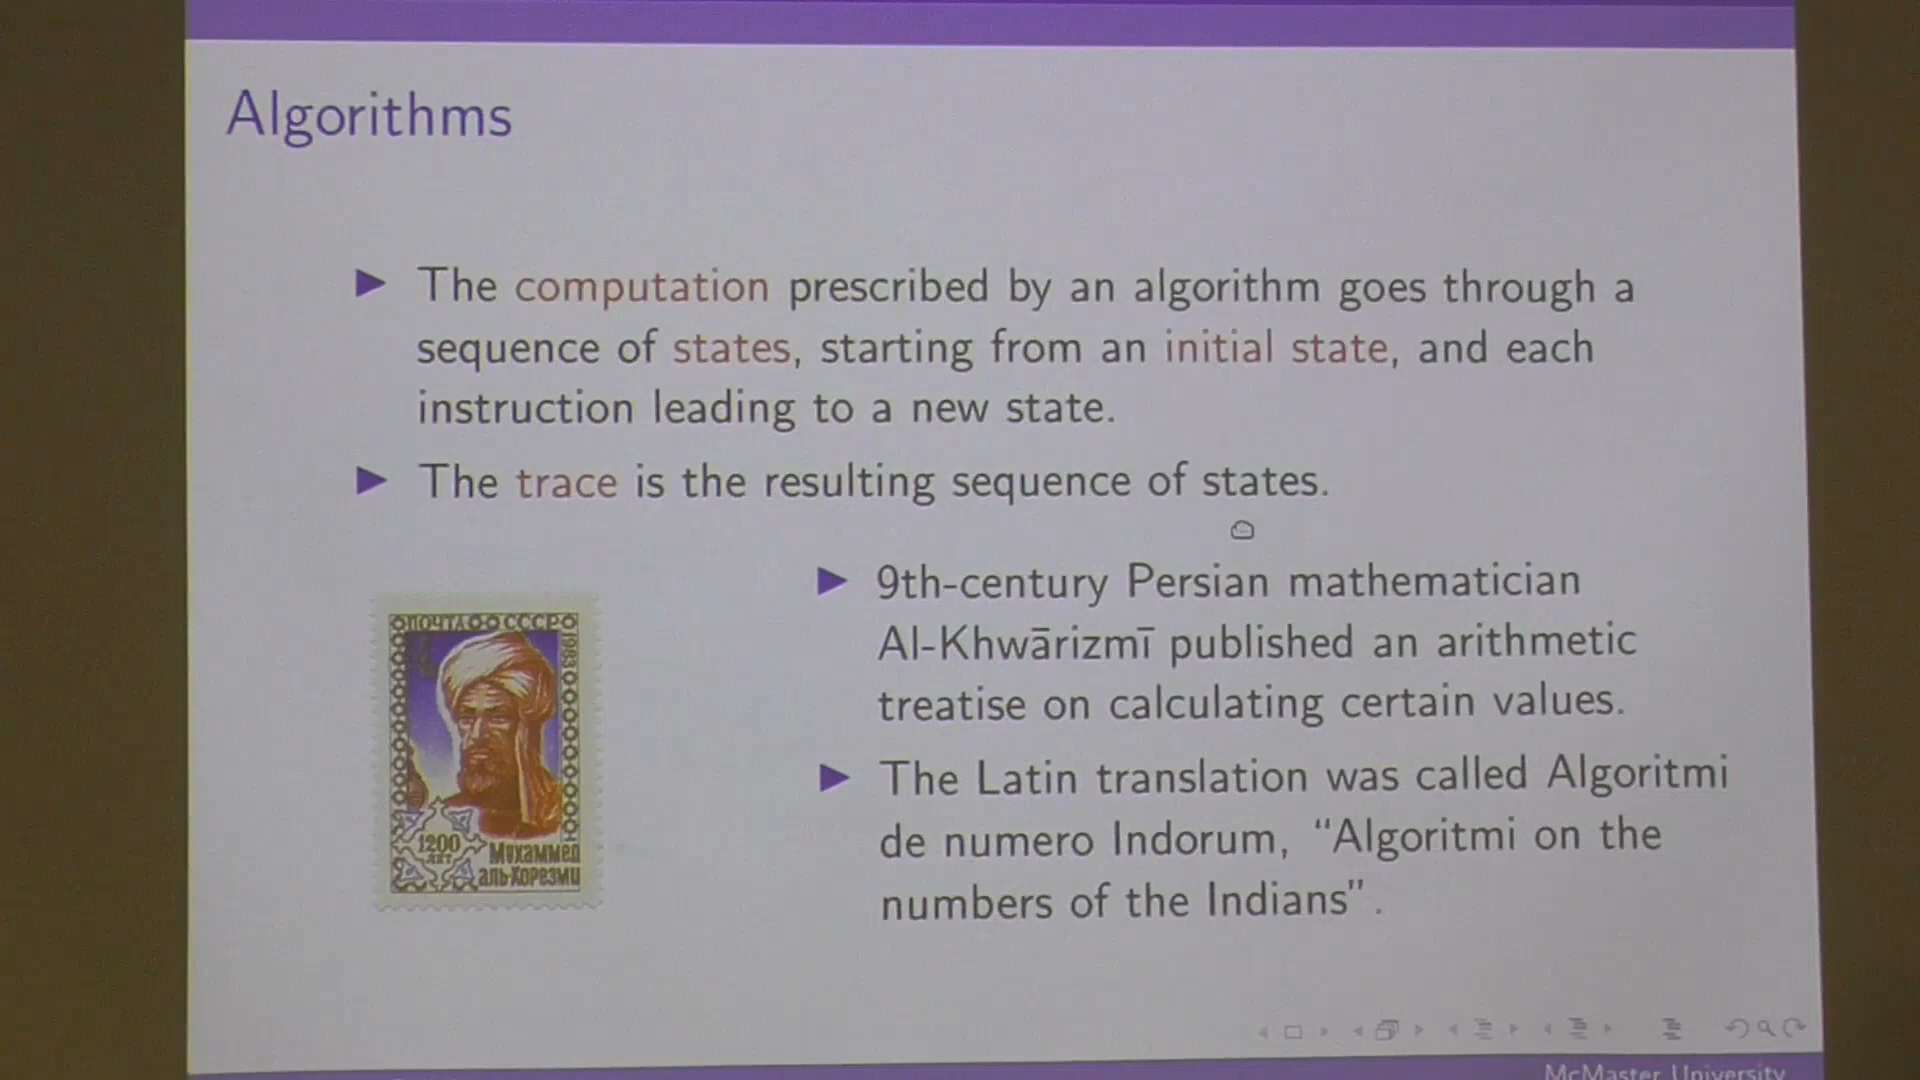 Algorithms
The computation prescribed by an algorithm goes through a
sequence of states, starting from an initial state, and each
instruction leading to a new state.
The trace is the resulting sequence of states.
9th-century Persian mathematician
Al-Khwārizmī published an arithmetic
treatise on calculating certain values.
The Latin translation was called Algoritmi
de numero Indorum, “Algoritmi on the
numbers of the Indians”.
ПОЧТА СССР
1983
1200
ЛЕТ
Мухаммед
аль-Хорезми
McMaster University